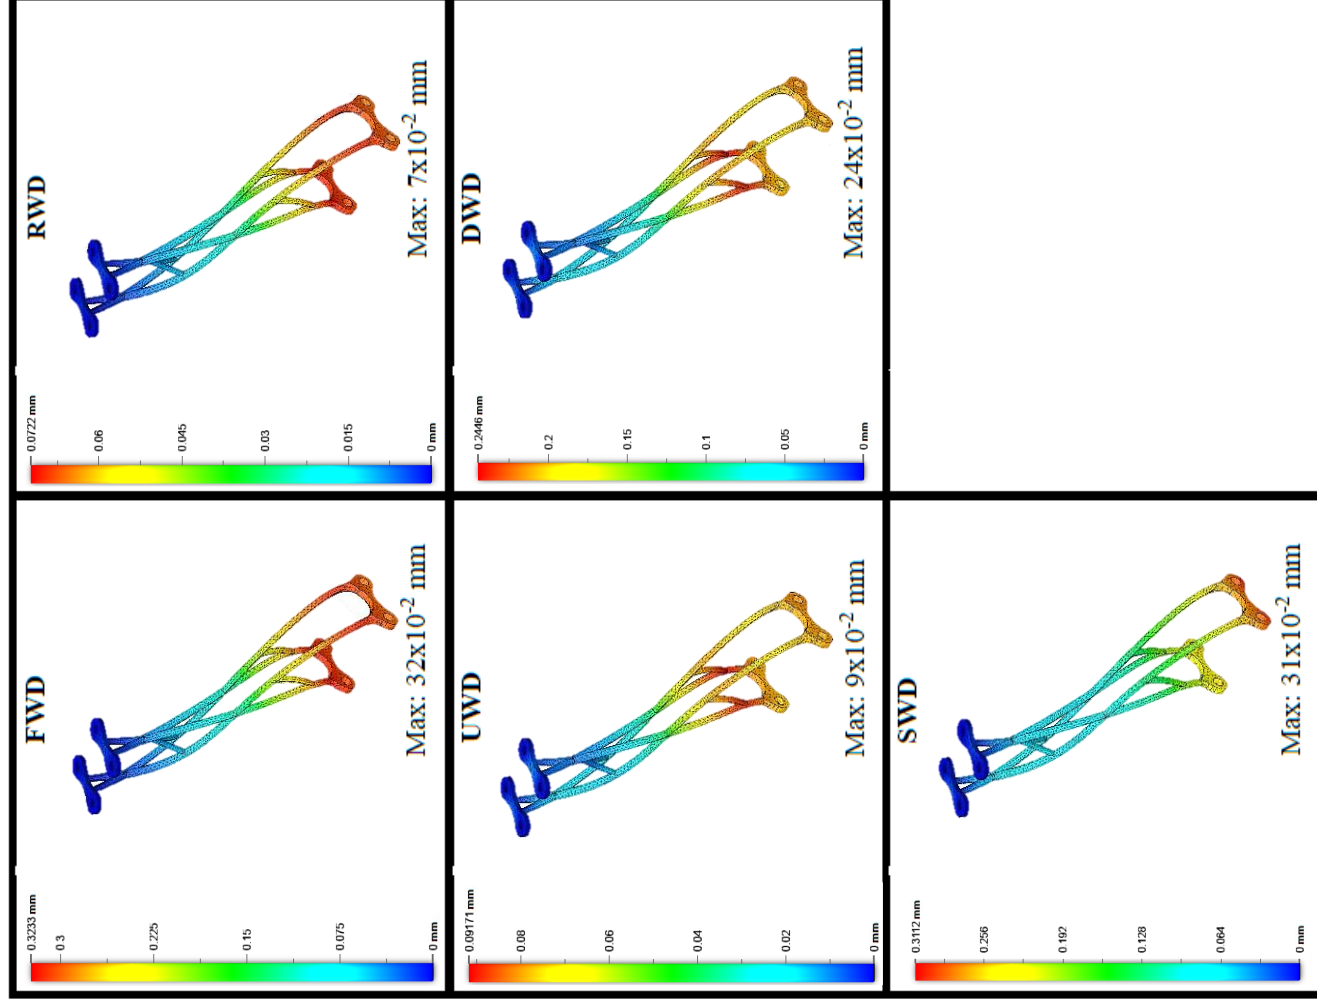 FWD
0.3233 mm
0.3
0.225
0.15
0.075
0 mm
Max: 32x10⁻² mm
RWD
0.0722 mm
0.06
0.045
0.03
0.015
0 mm
Max: 7x10⁻² mm
UWD
0.09171 mm
0.08
0.06
0.04
0.02
0 mm
Max: 9x10⁻² mm
DWD
0.2446 mm
0.2
0.15
0.1
0.05
0 mm
Max: 24x10⁻² mm
SWD
0.3112 mm
0.256
0.192
0.128
0.064
0 mm
Max: 31x10⁻² mm